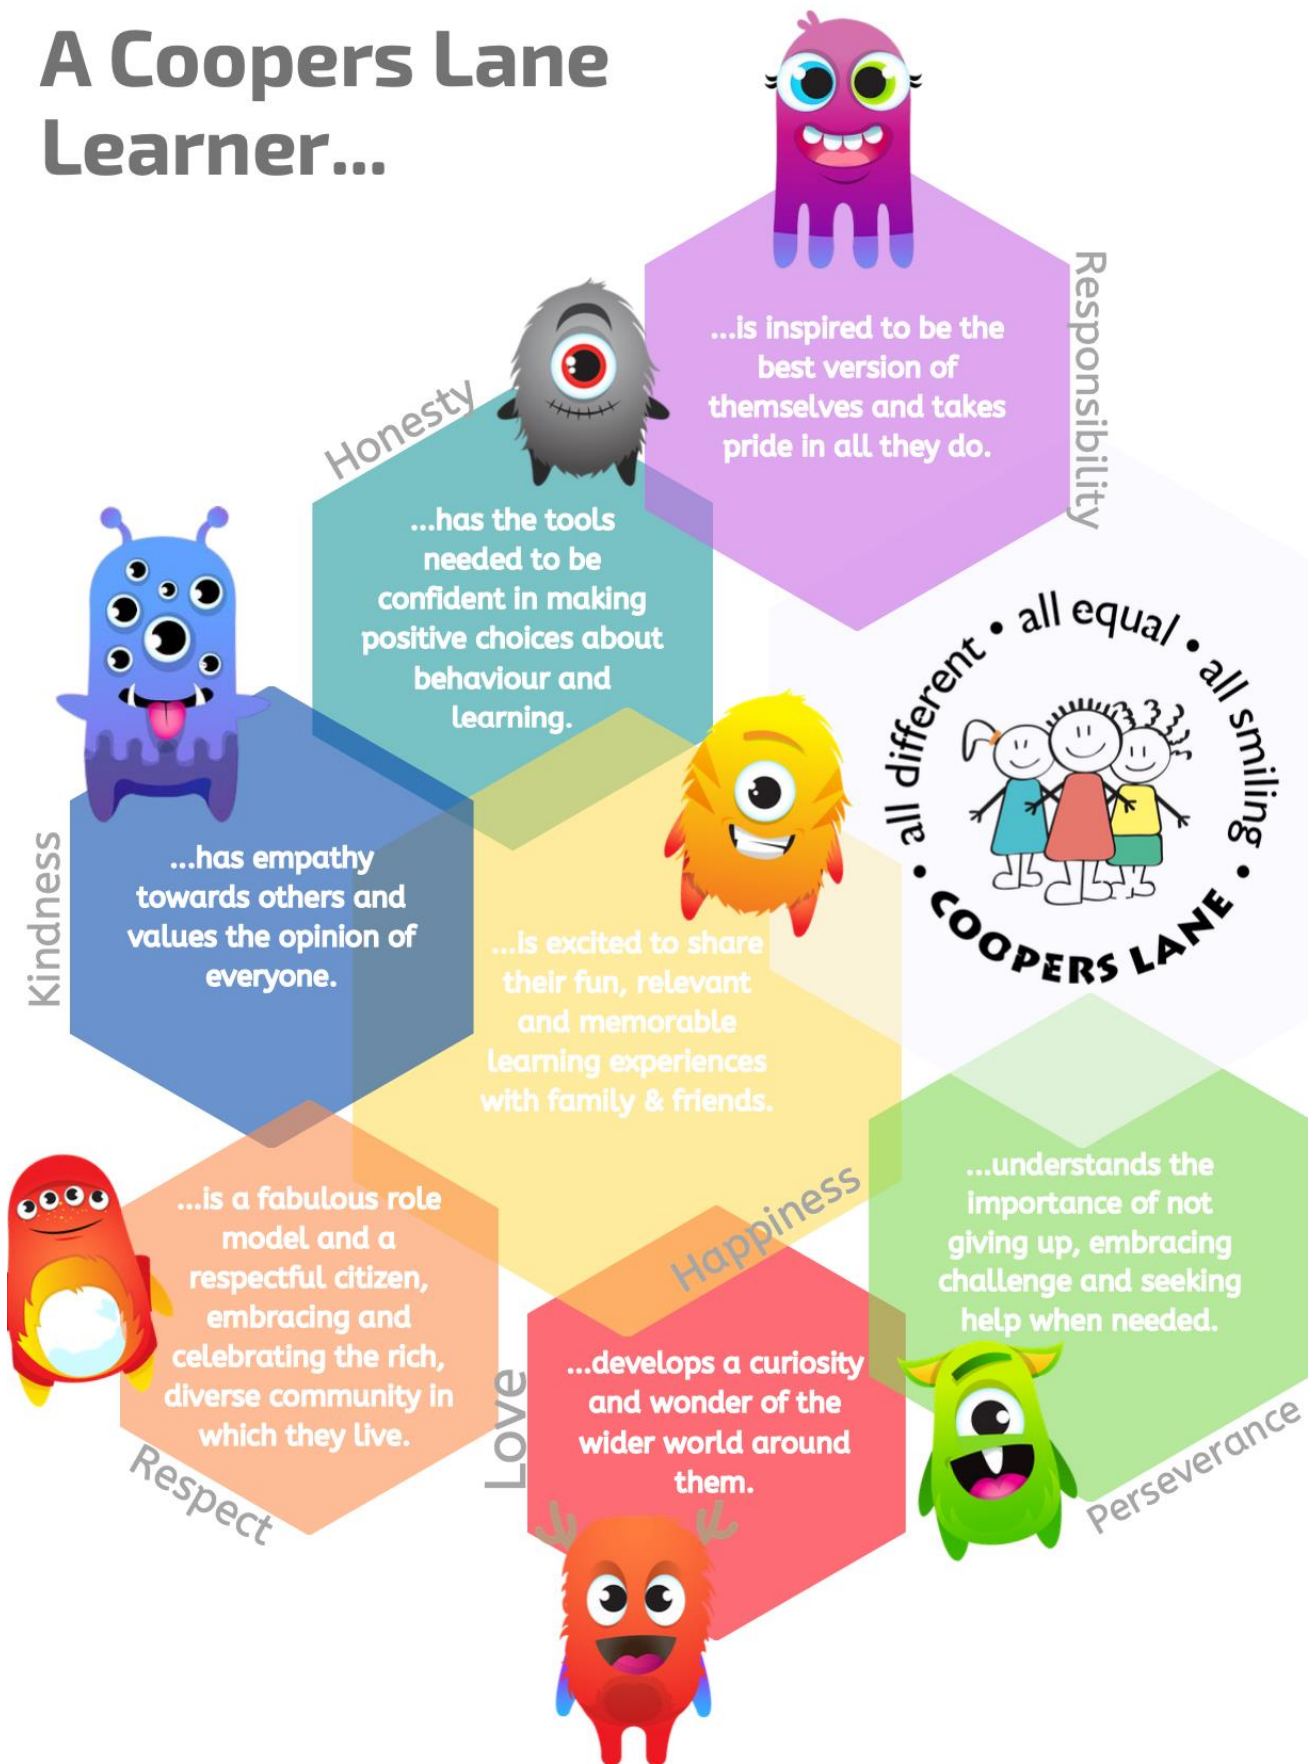 A Coopers Lane
Learner...
Responsibility
...is inspired to be the
best version of
themselves and takes
pride in all they do.
Honesty
...has the tools
needed to be
confident in making
positive choices about
behaviour and
learning.
• all different • all equal • all smiling •
COOPERS LANE
Kindness
...has empathy
towards others and
values the opinion of
everyone.
...is excited to share
their fun, relevant
and memorable
learning experiences
with family & friends.
Happiness
...understands the
importance of not
giving up, embracing
challenge and seeking
help when needed.
Perseverance
...is a fabulous role
model and a
respectful citizen,
embracing and
celebrating the rich,
diverse community in
which they live.
Respect
Love
...develops a curiosity
and wonder of the
wider world around
them.